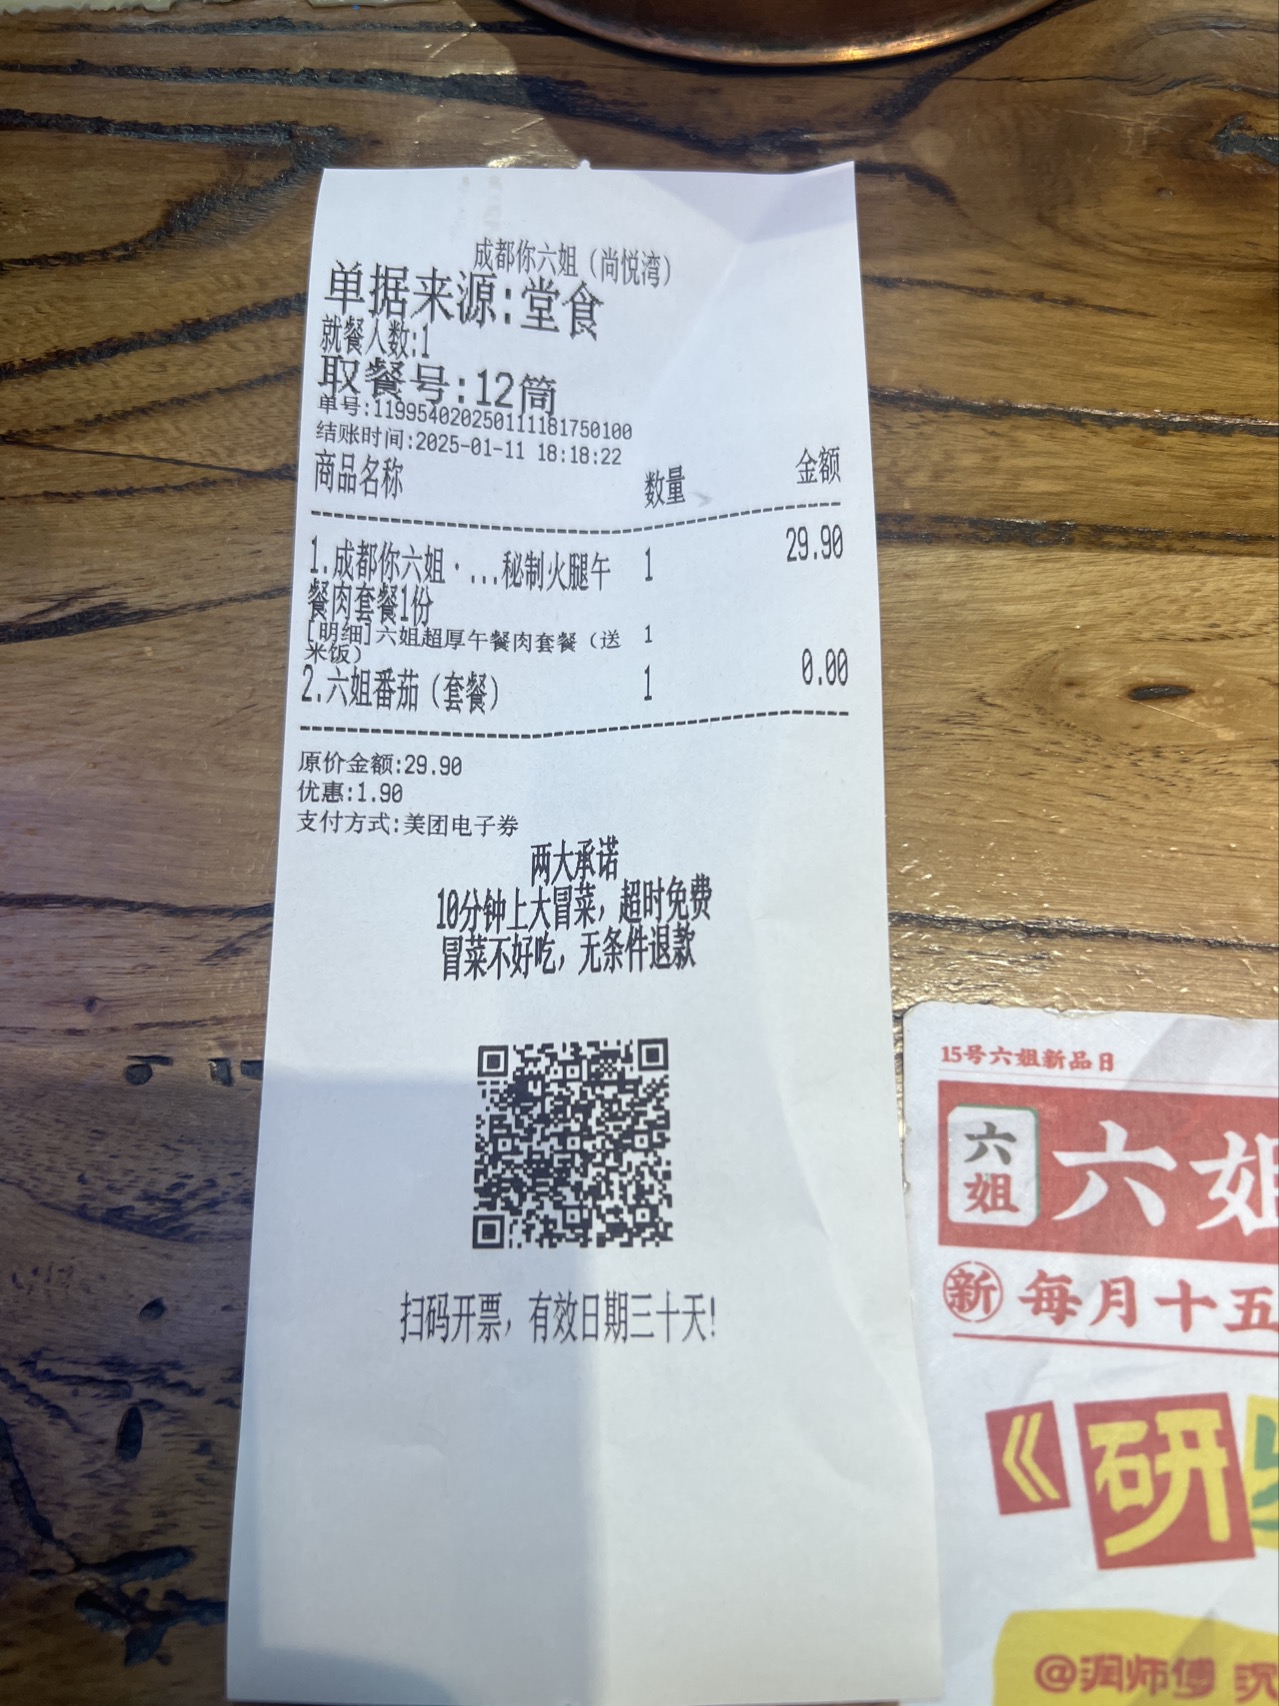 成都你六姐（尚悦湾）
单据来源:堂食
就餐人数:1
取餐号:12筒
单号:11995402025011118175010​0
结账时间:2025-01-11 18:18:22
商品名称 数量 金额
1.成都你六姐·...秘制火腿午 1 29.90
餐肉套餐1份
[明细]六姐超厚午餐肉套餐（送 1
米饭）
2.六姐番茄（套餐） 1 0.00
原价金额:29.90
优惠:1.90
支付方式:美团电子券
两大承诺
10分钟上大冒菜，超时免费
冒菜不好吃，无条件退款
扫码开票，有效日期三十天!
15号六姐新品日
六姐
六姐
新 每月十五
《研
@润师傅 沉